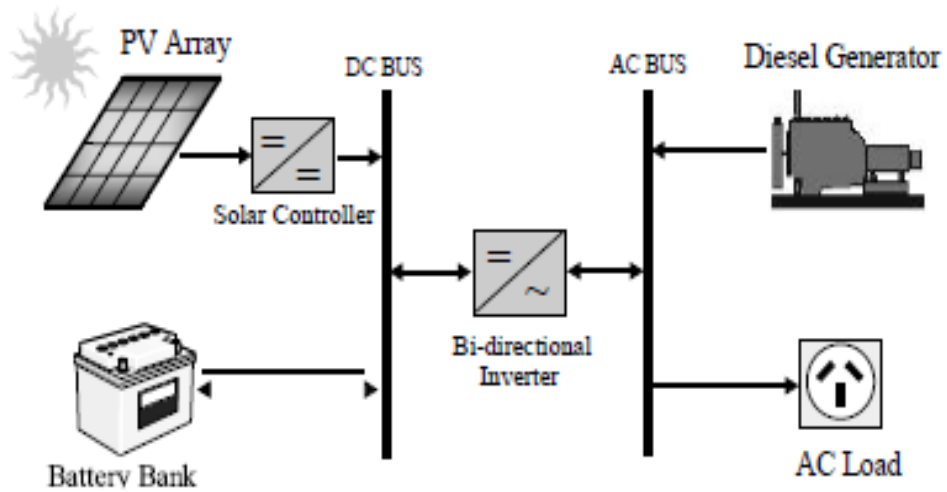 PV Array
DC BUS
AC BUS
Diesel Generator
=
=
Solar Controller
=
~
Bi-directional
Inverter
Battery Bank
AC Load